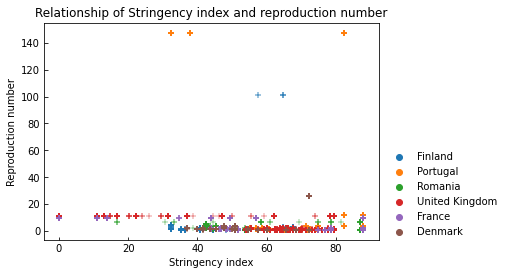 Relationship of Stringency index and reproduction number
140
120
100
80
60
40
20
0
Reproduction number
0 20 40 60 80
Stringency index
Finland
Portugal
Romania
United Kingdom
France
Denmark